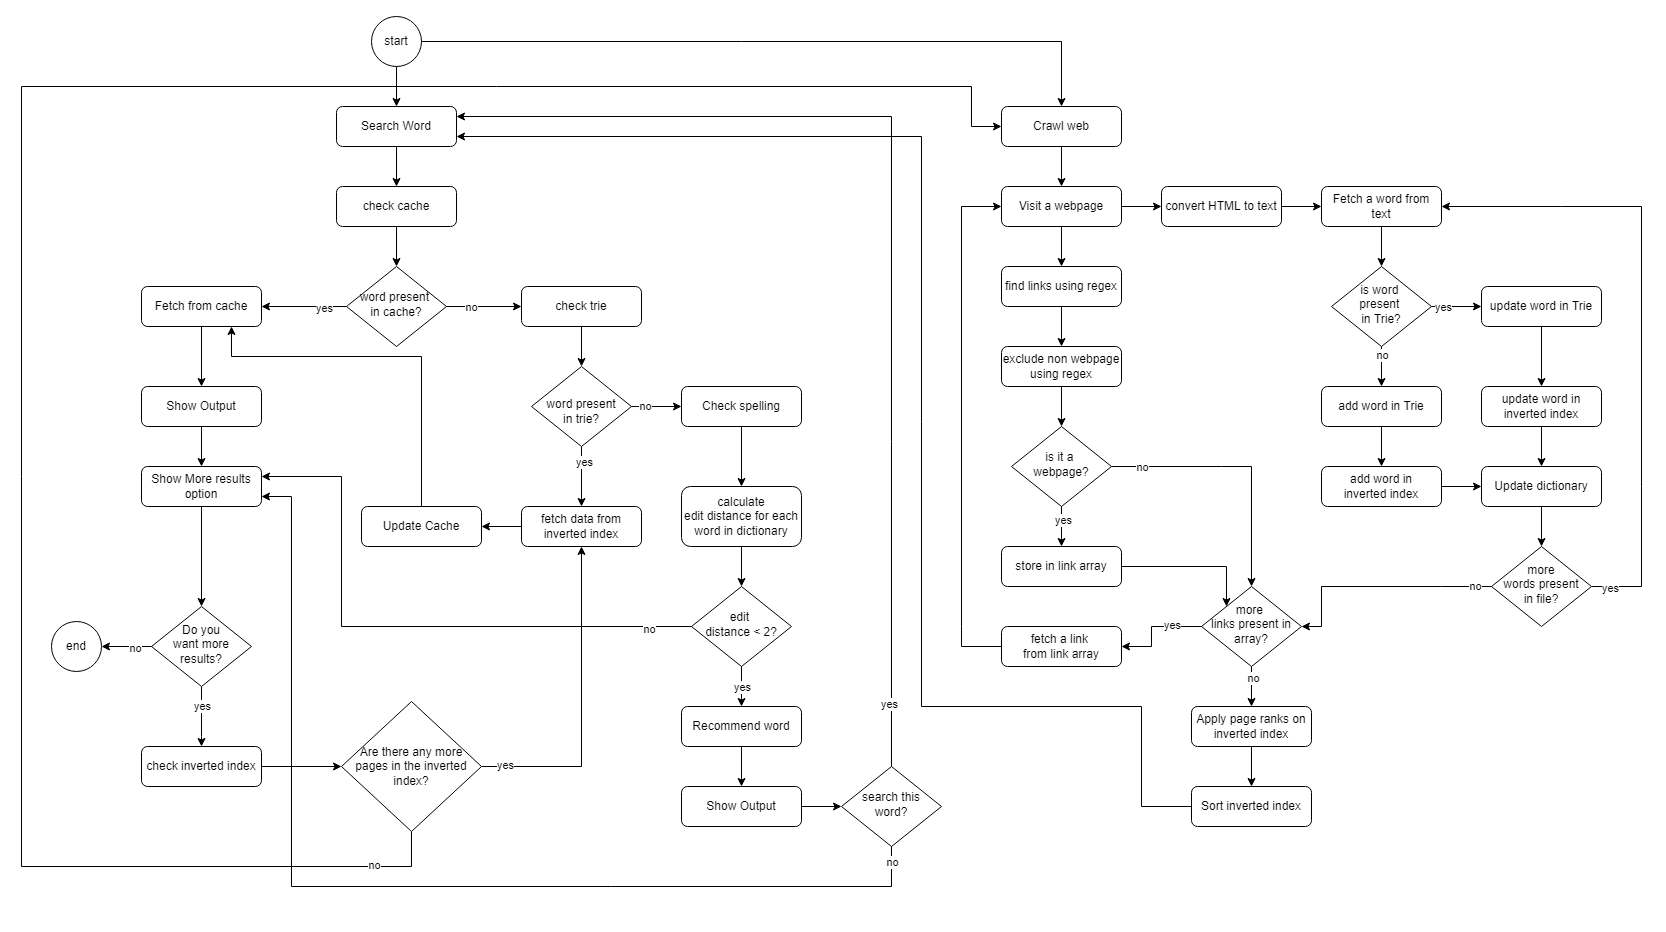 start
Search Word
Crawl web
check cache
Visit a webpage
convert HTML to text
Fetch a word from
text
word present
in cache?
yes
no
Fetch from cache
check trie
find links using regex
is word
present
in Trie?
yes
no
update word in Trie
exclude non webpage
using regex
Show Output
word present
in trie?
no
yes
Check spelling
add word in Trie
update word in
inverted index
is it a
webpage?
no
yes
Show More results
option
add word in
inverted index
Update dictionary
calculate
edit distance for each
word in dictionary
Update Cache
fetch data from
inverted index
store in link array
more
words present
in file?
no
yes
more
links present in
array?
yes
no
fetch a link
from link array
edit
distance < 2?
no
yes
Do you
want more
results?
no
yes
end
Recommend word
yes
Apply page ranks on
inverted index
check inverted index
Are there any more
pages in the inverted
index?
yes
no
Show Output
search this
word?
no
Sort inverted index